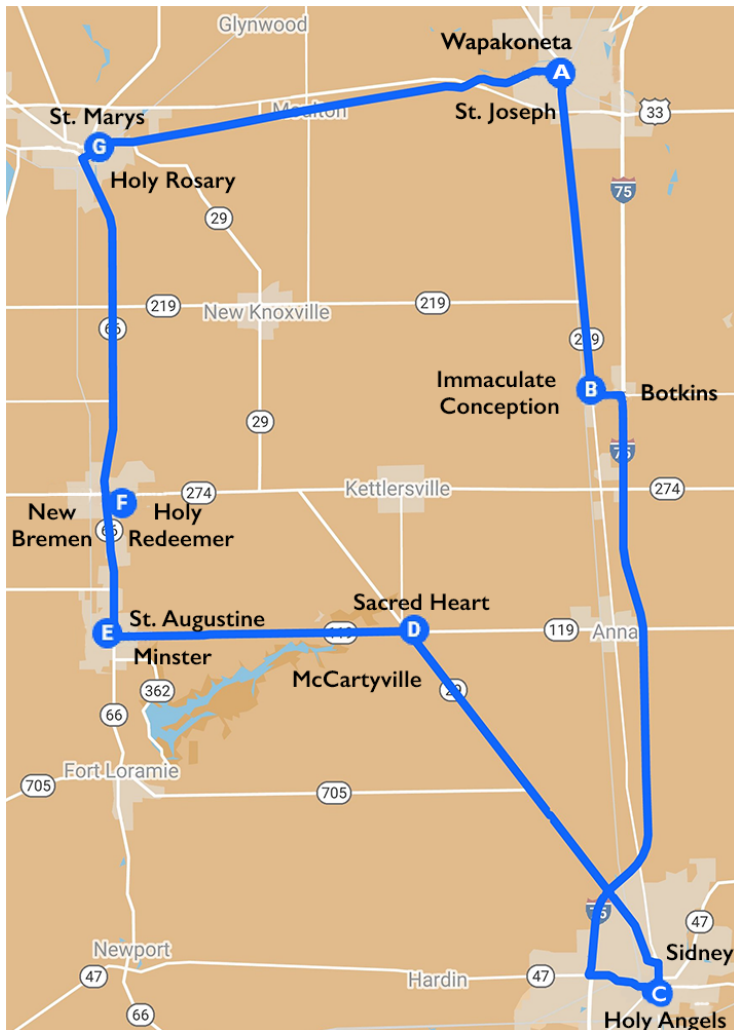 Glynwood
Wapakoneta
A
St. Marys
Moulton
St. Joseph
33
G
Holy Rosary
75
29
219
New Knoxville
219
66
219
Immaculate
Conception
B
Botkins
29
75
Kettlersville
274
274
F
New
Bremen
66
Holy
Redeemer
Sacred Heart
St. Augustine
E
Minster
119
D
119
Anna
McCartyville
29
362
66
Fort Loramie
705
705
75
47
Newport
47
Hardin
47
Sidney
C
66
Holy Angels